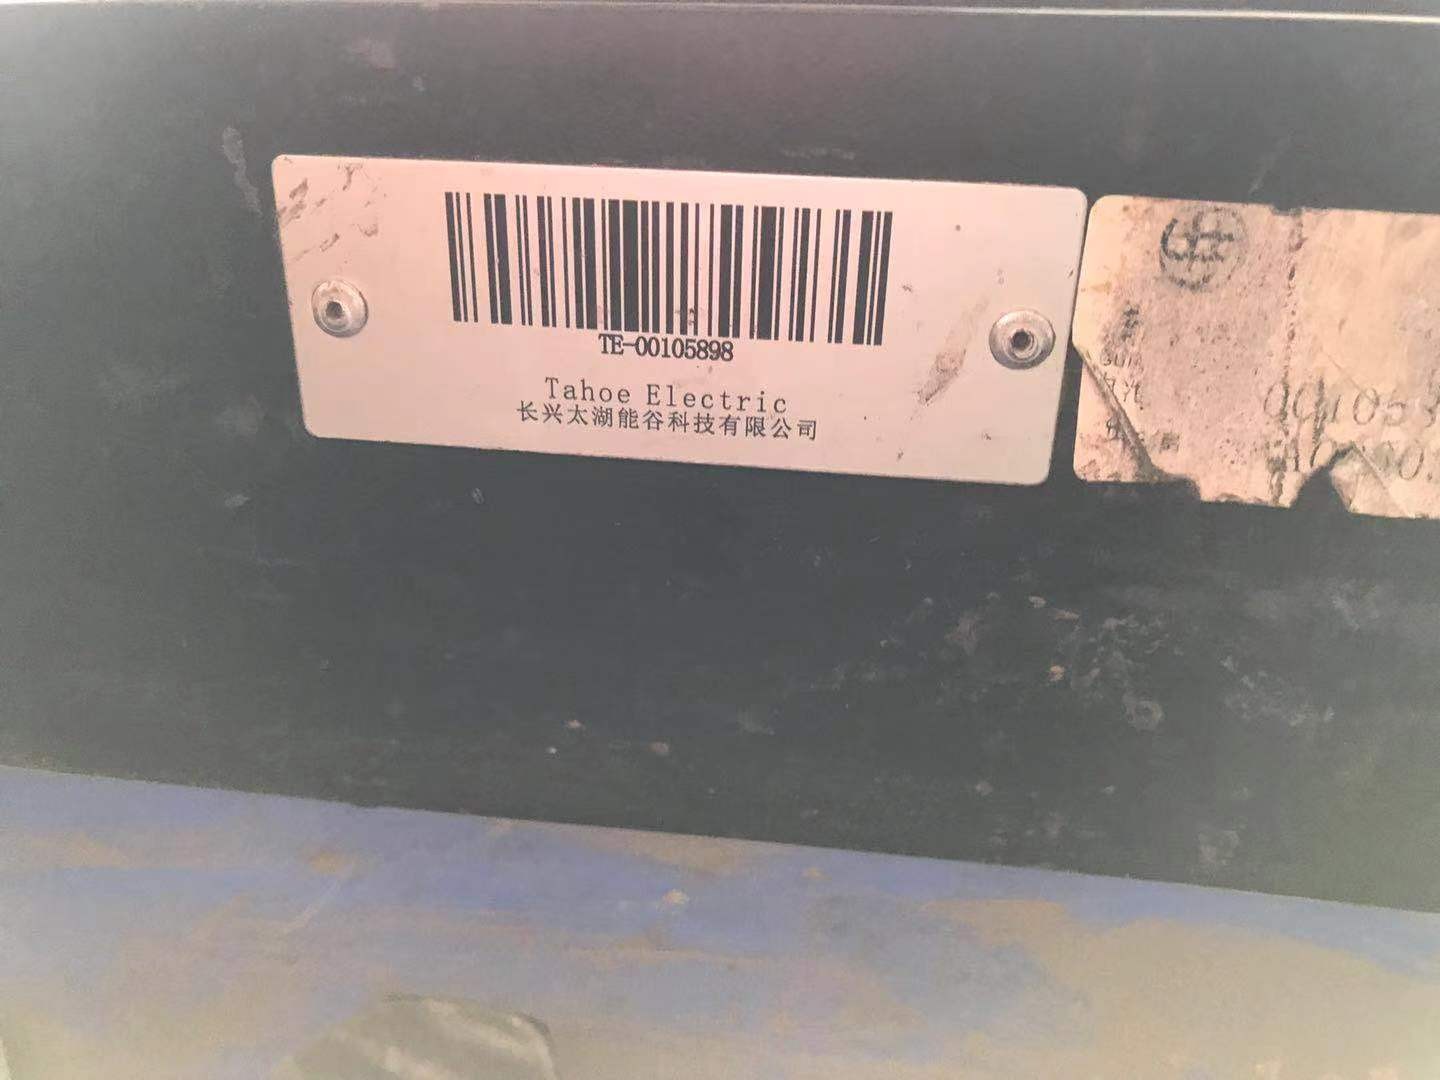 TE-00105898
Tahoe Electric
长兴太湖能谷科技有限公司